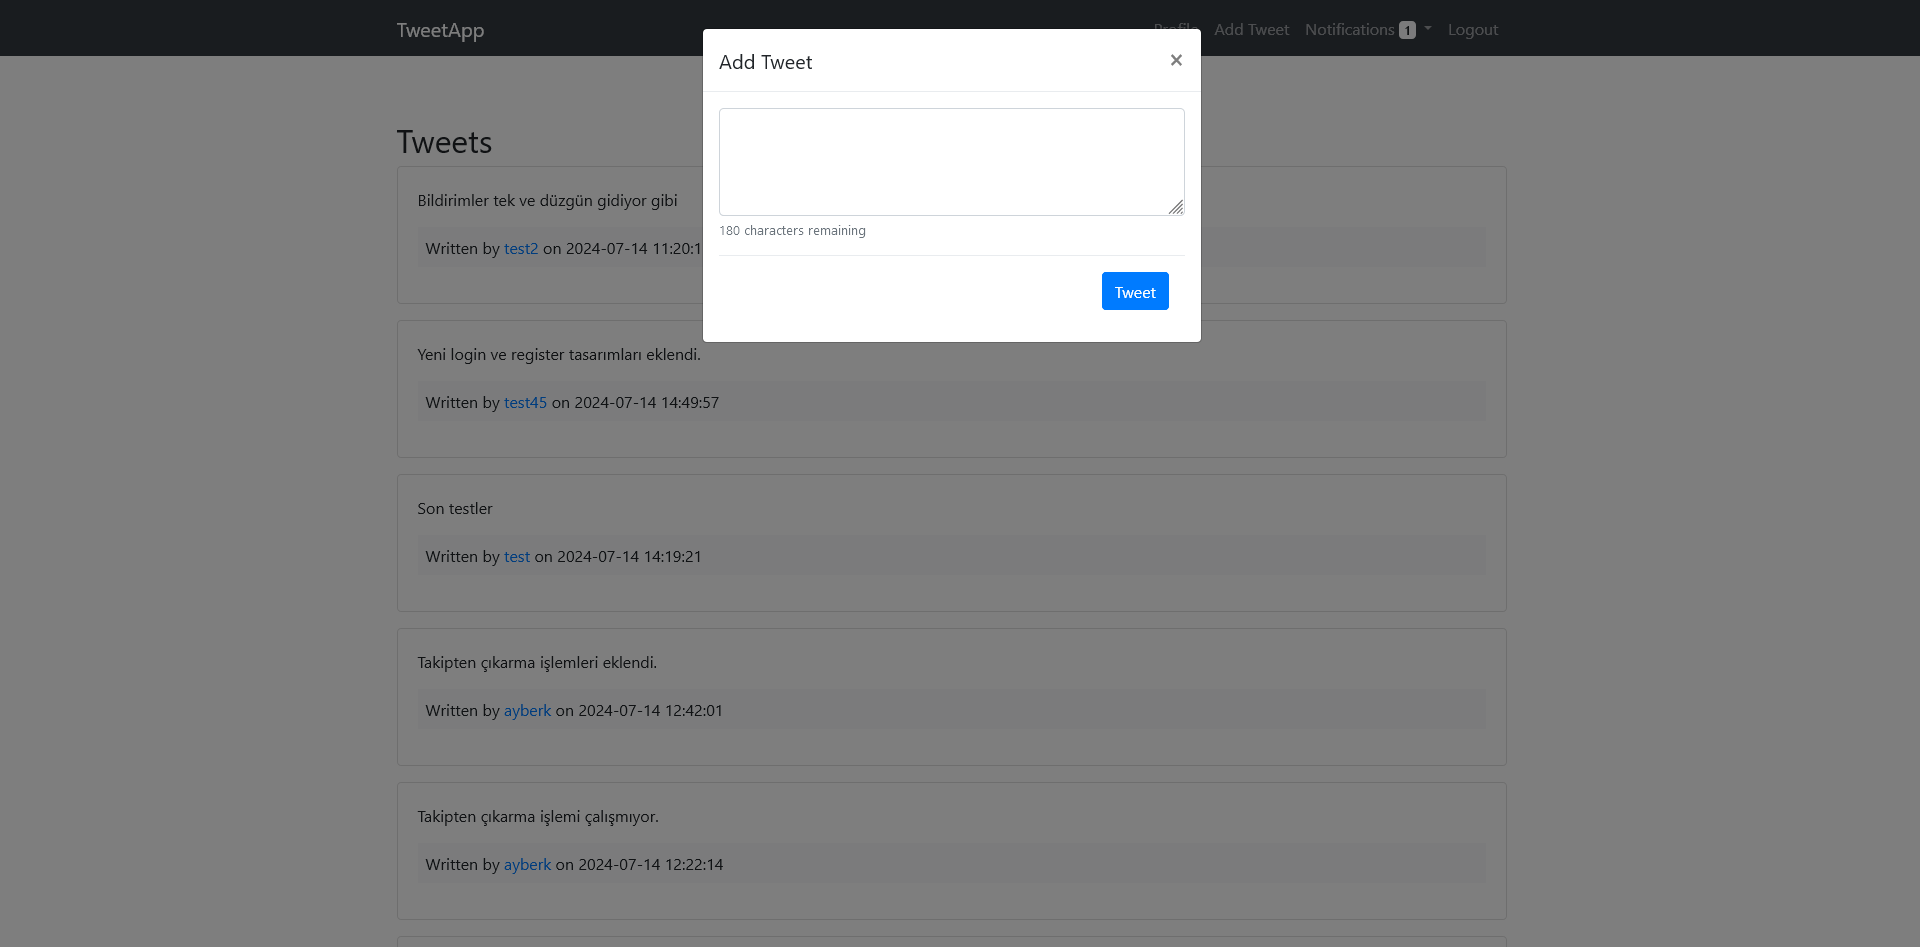 TweetApp
Profile Add Tweet Notifications 1 Logout
Add Tweet
×
180 characters remaining
Tweet
Tweets
Bildirimler tek ve düzgün gidiyor gibi
Written by test2 on 2024-07-14 11:20:1
Yeni login ve register tasarımları eklendi.
Written by test45 on 2024-07-14 14:49:57
Son testler
Written by test on 2024-07-14 14:19:21
Takipten çıkarma işlemleri eklendi.
Written by ayberk on 2024-07-14 12:42:01
Takipten çıkarma işlemi çalışmıyor.
Written by ayberk on 2024-07-14 12:22:14